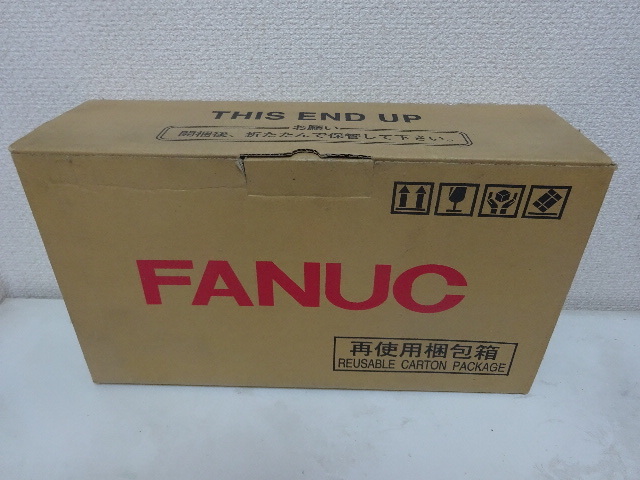 THIS END UP
お願い
開梱後、折たたんで保管して下さい。
FANUC
再使用梱包箱
REUSABLE CARTON PACKAGE